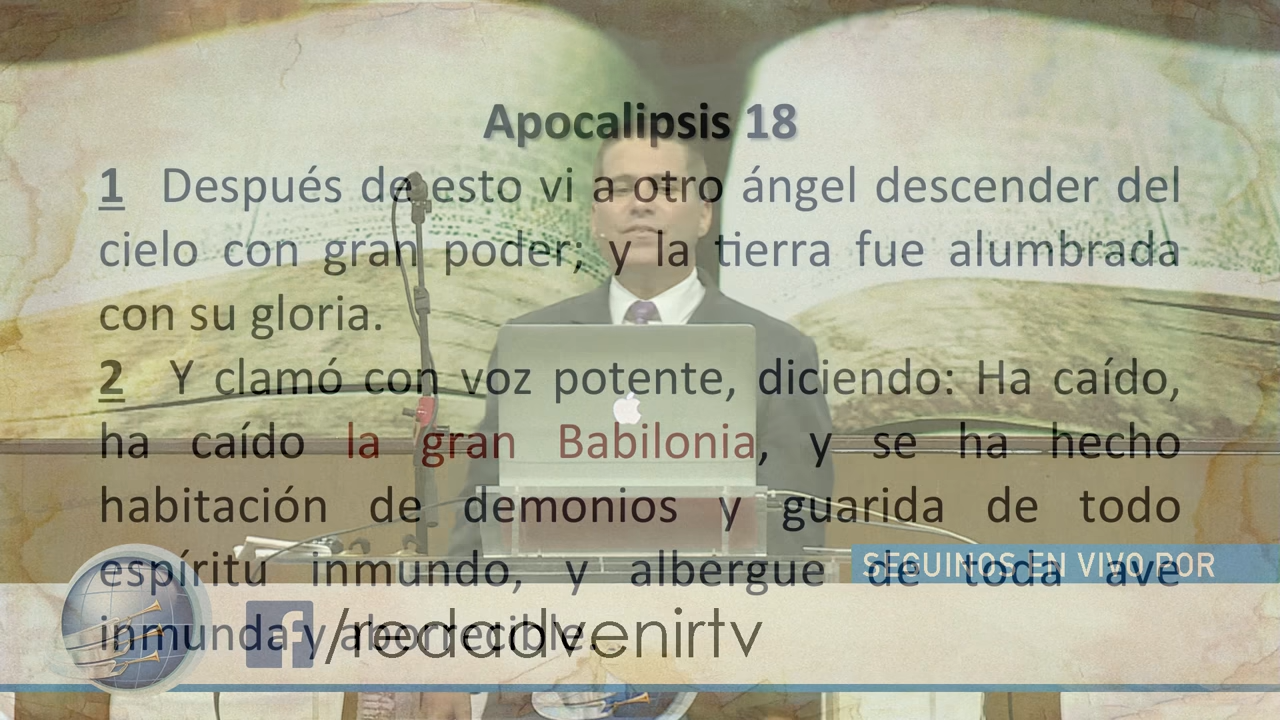 Apocalipsis 18
1 Después de esto vi a otro ángel descender del
cielo con gran poder; y la tierra fue alumbrada
con su gloria.
2 Y clamó con voz potente, diciendo: Ha caído,
ha caído la gran Babilonia, y se ha hecho
habitación de demonios y guarida de todo
espíritu inmundo, y albergue de toda ave
inmunda y aborrecible.
SEGUINOS EN VIVO POR
/redadvenirtv